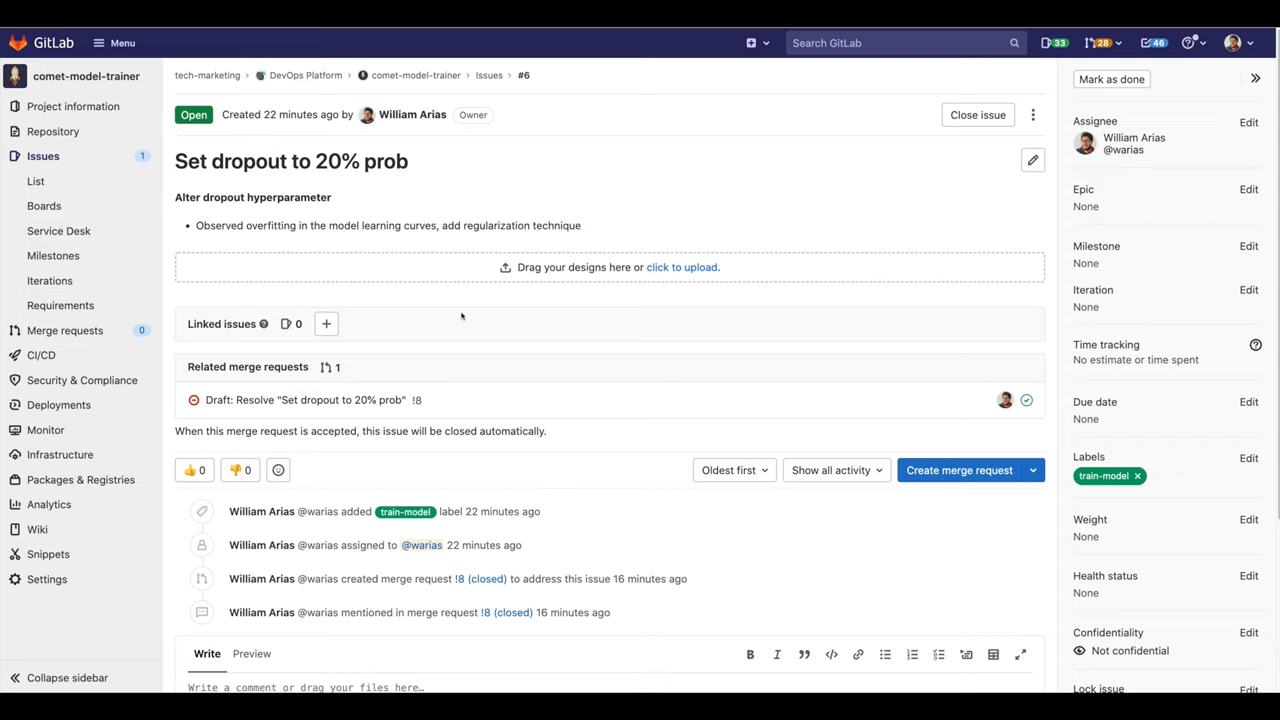 GitLab Menu Search GitLab 33 28 46
comet-model-trainer
Project information
Repository
Issues 1
List
Boards
Service Desk
Milestones
Iterations
Requirements
Merge requests 0
CI/CD
Security & Compliance
Deployments
Monitor
Infrastructure
Packages & Registries
Analytics
Wiki
Snippets
Settings
Collapse sidebar
tech-marketing > DevOps Platform > comet-model-trainer > Issues > #6
Open Created 22 minutes ago by William Arias Owner Close issue
Set dropout to 20% prob
Alter dropout hyperparameter
• Observed overfitting in the model learning curves, add regularization technique
Drag your designs here or click to upload.
Linked issues 0
Related merge requests 1
Draft: Resolve "Set dropout to 20% prob" !8
When this merge request is accepted, this issue will be closed automatically.
👍 0 👎 0 Oldest first Show all activity Create merge request
William Arias @warias added train-model label 22 minutes ago
William Arias @warias assigned to @warias 22 minutes ago
William Arias @warias created merge request !8 (closed) to address this issue 16 minutes ago
William Arias @warias mentioned in merge request !8 (closed) 16 minutes ago
Write Preview B I
Write a comment or drag your files here…
Mark as done
Assignee Edit
William Arias
@warias
Epic Edit
None
Milestone Edit
None
Iteration Edit
None
Time tracking
No estimate or time spent
Due date Edit
None
Labels Edit
train-model
Weight Edit
None
Health status Edit
None
Confidentiality Edit
Not confidential
Lock issue Edit